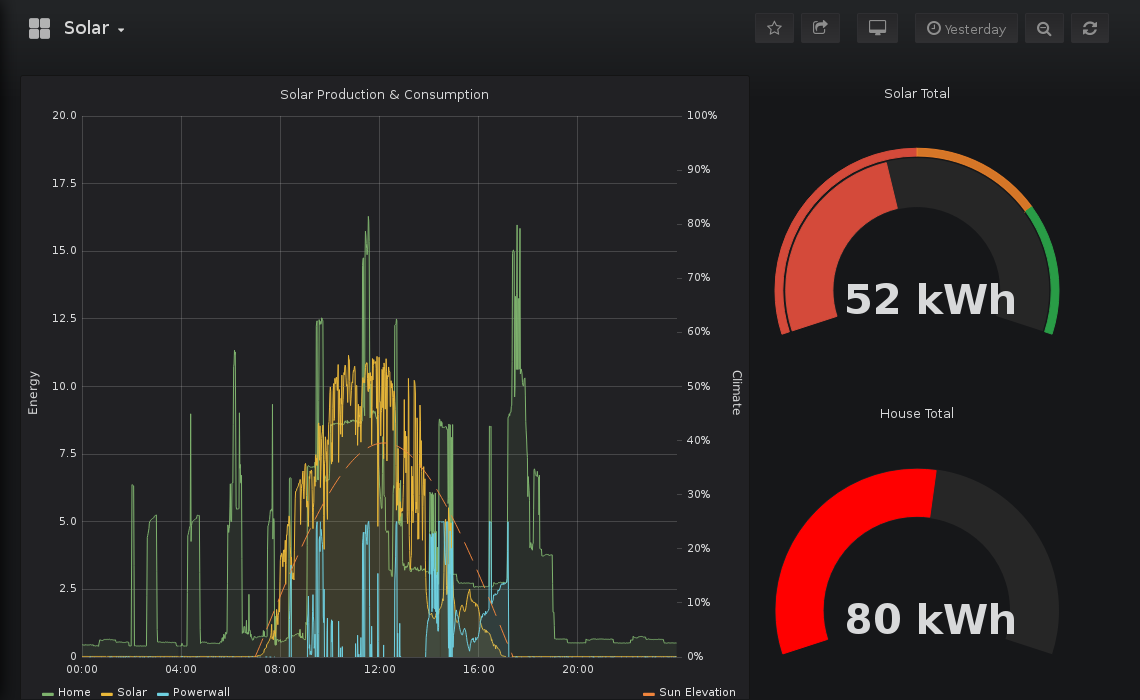 Solar
Yesterday
Solar Production & Consumption
20.0
17.5
15.0
12.5
10.0
7.5
5.0
2.5
0
Energy
100%
90%
80%
70%
60%
50%
40%
30%
20%
10%
0%
Climate
00:00 04:00 08:00 12:00 16:00 20:00
Home Solar Powerwall Sun Elevation
Solar Total
52 kWh
House Total
80 kWh